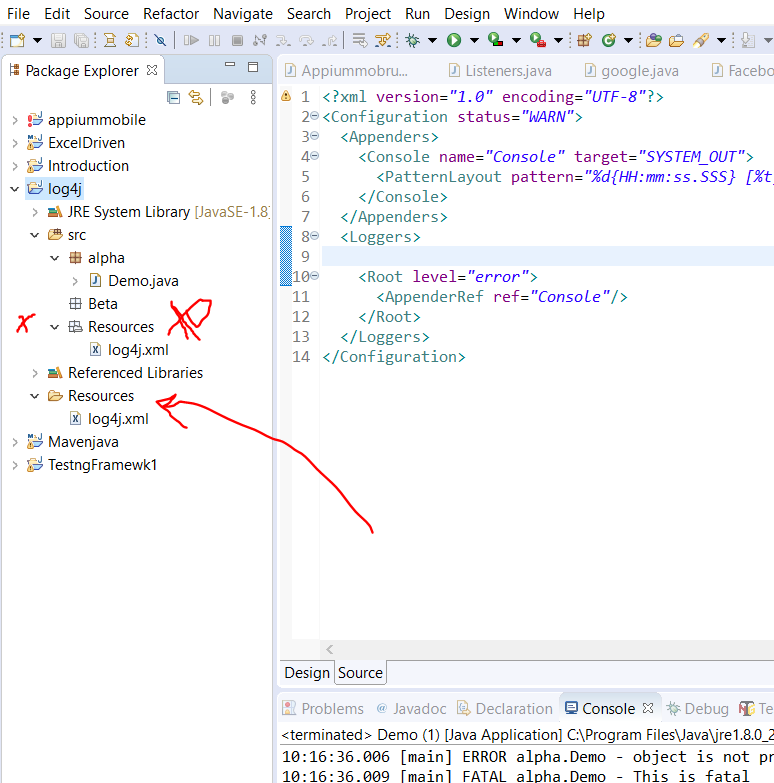 File Edit Source Refactor Navigate Search Project Run Design Window Help
Package Explorer
Listeners.java google.java
appiummobile
ExcelDriven
Introduction
log4j
JRE System Library [JavaSE-1.8]
src
alpha
Demo.java
Beta
Resources
log4j.xml
Referenced Libraries
Resources
log4j.xml
Mavenjava
TestngFramewk1
1 <?xml version="1.0" encoding="UTF-8"?>
2 <Configuration status="WARN">
3 <Appenders>
4 <Console name="Console" target="SYSTEM_OUT">
5 <PatternLayout pattern="%d{HH:mm:ss.SSS} [%t
6 </Console>
7 </Appenders>
8 <Loggers>
9
10 <Root level="error">
11 <AppenderRef ref="Console"/>
12 </Root>
13 </Loggers>
14 </Configuration>
Design Source
Problems @ Javadoc Declaration Console Debug Te
<terminated> Demo (1) [Java Application] C:\Program Files\Java\jre1.8.0_2
10:16:36.006 [main] ERROR alpha.Demo - object is not pr
10:16:36.009 [main] FATAL alpha.Demo - This is fatal